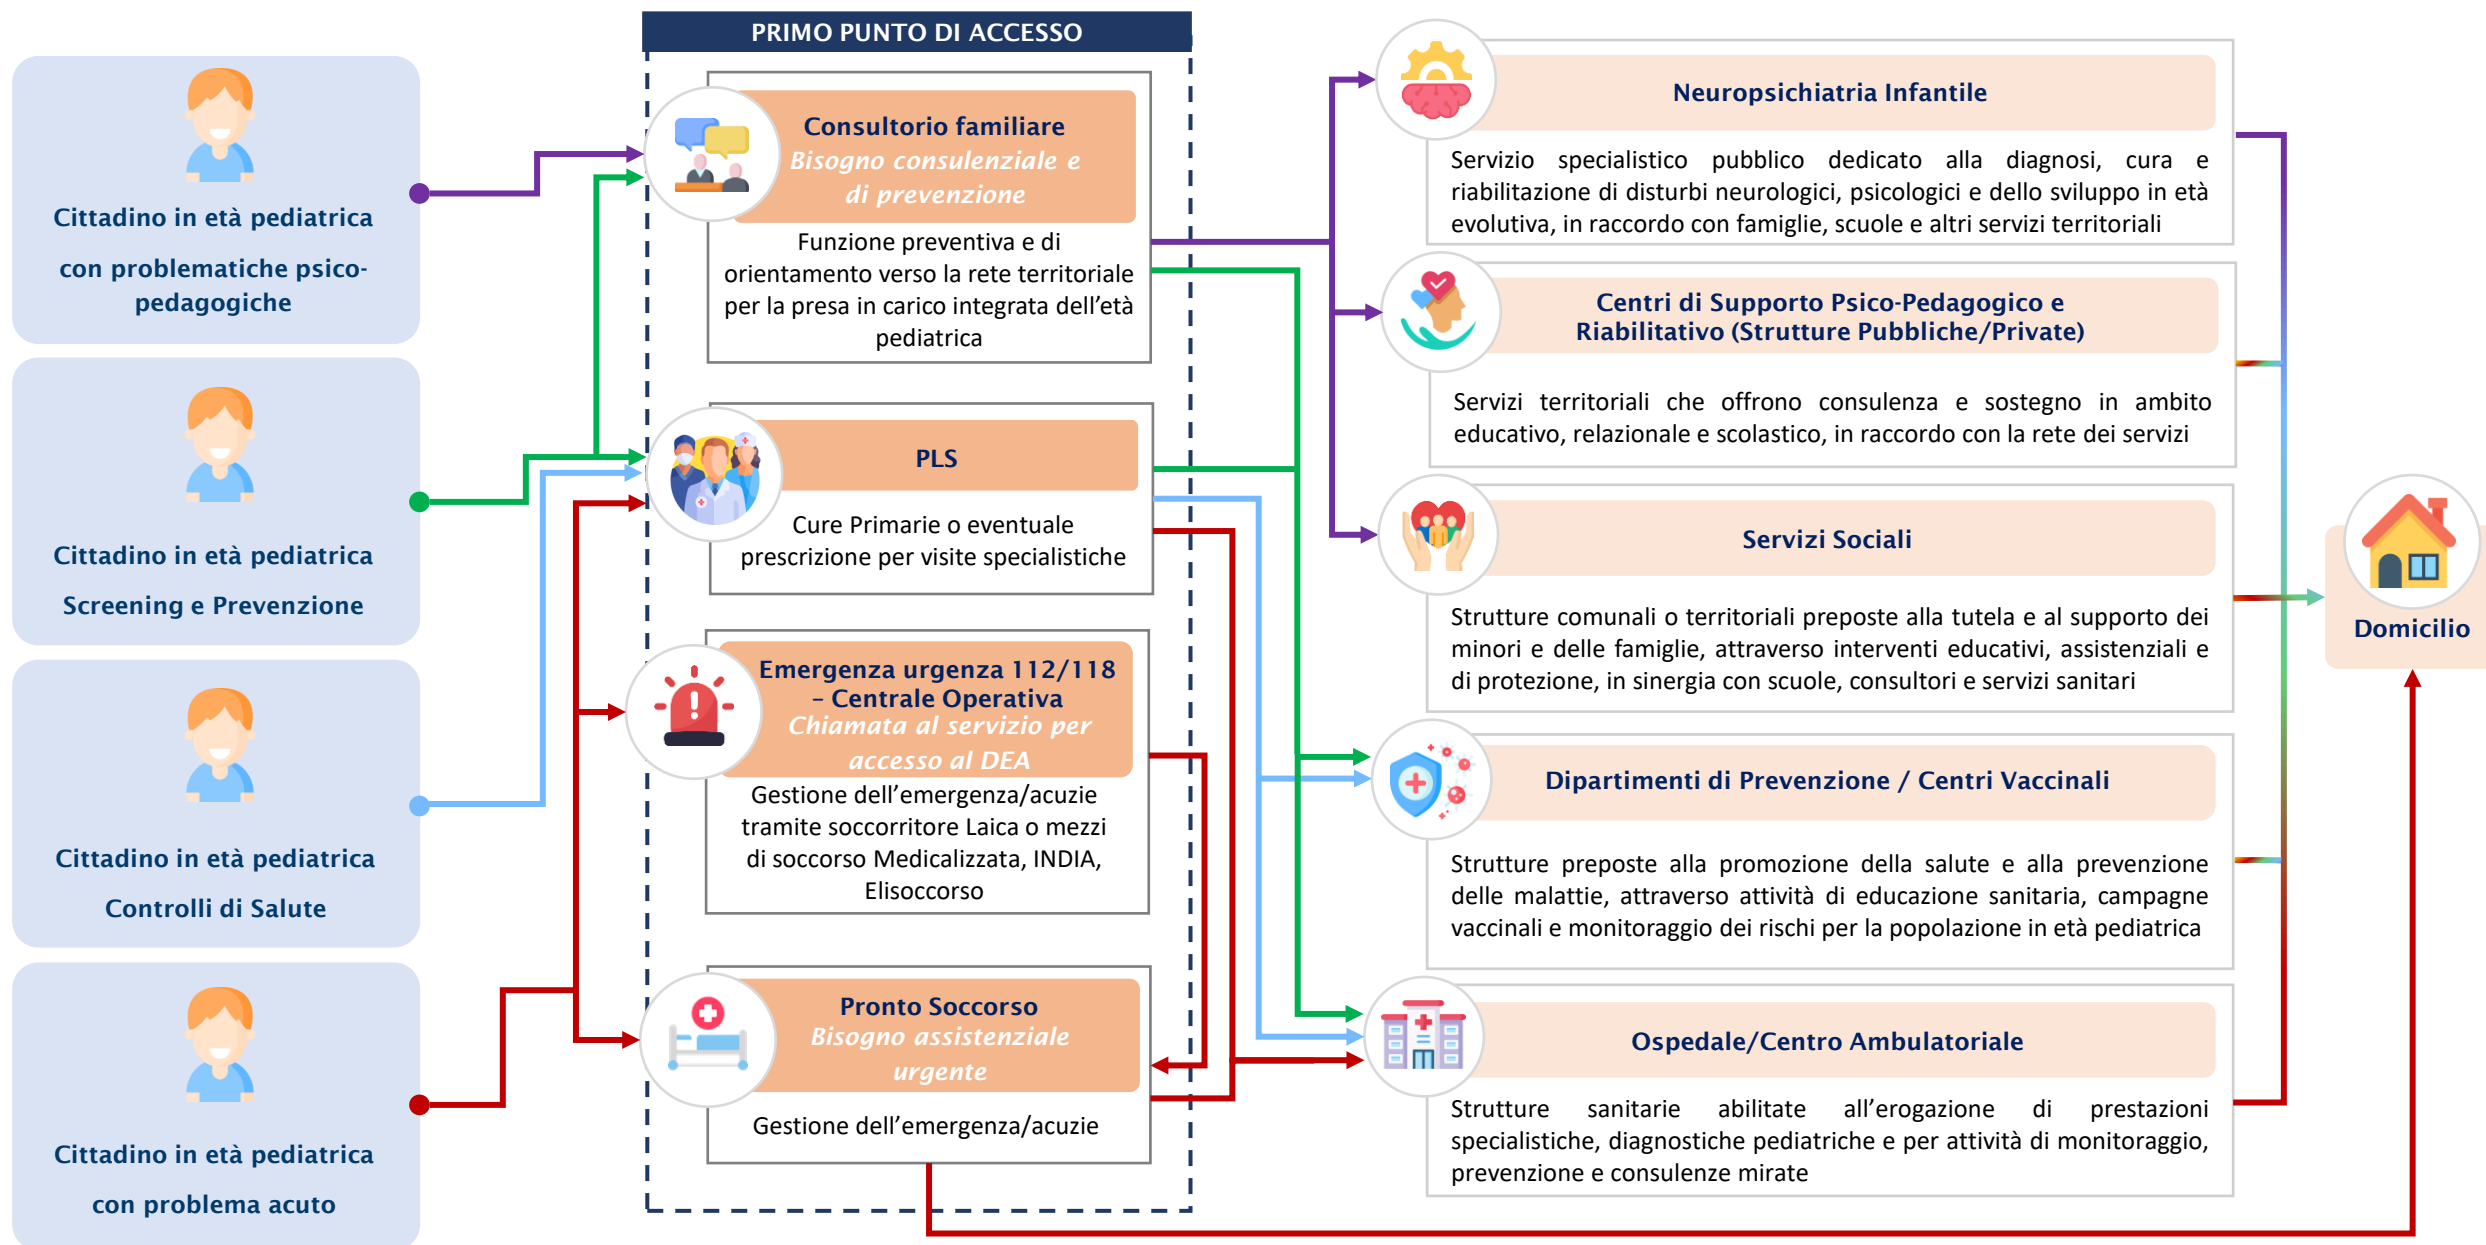 PRIMO PUNTO DI ACCESSO
Cittadino in età pediatrica
con problematiche psico-
pedagogiche
Cittadino in età pediatrica
Screening e Prevenzione
Cittadino in età pediatrica
Controlli di Salute
Cittadino in età pediatrica
con problema acuto
Consultorio familiare
Bisogno consulenziale e
di prevenzione
Funzione preventiva e di
orientamento verso la rete territoriale
per la presa in carico integrata dell'età
pediatrica
PLS
Cure Primarie o eventuale
prescrizione per visite specialistiche
Emergenza urgenza 112/118
– Centrale Operativa
Chiamata al servizio per
accesso al DEA
Gestione dell'emergenza/acuzie
tramite soccorritore Laica o mezzi
di soccorso Medicalizzata, INDIA,
Elisoccorso
Pronto Soccorso
Bisogno assistenziale
urgente
Gestione dell'emergenza/acuzie
Neuropsichiatria Infantile
Servizio specialistico pubblico dedicato alla diagnosi, cura e
riabilitazione di disturbi neurologici, psicologici e dello sviluppo in età
evolutiva, in raccordo con famiglie, scuole e altri servizi territoriali
Centri di Supporto Psico-Pedagogico e
Riabilitativo (Strutture Pubbliche/Private)
Servizi territoriali che offrono consulenza e sostegno in ambito
educativo, relazionale e scolastico, in raccordo con la rete dei servizi
Servizi Sociali
Strutture comunali o territoriali preposte alla tutela e al supporto dei
minori e delle famiglie, attraverso interventi educativi, assistenziali e
di protezione, in sinergia con scuole, consultori e servizi sanitari
Dipartimenti di Prevenzione / Centri Vaccinali
Strutture preposte alla promozione della salute e alla prevenzione
delle malattie, attraverso attività di educazione sanitaria, campagne
vaccinali e monitoraggio dei rischi per la popolazione in età pediatrica
Ospedale/Centro Ambulatoriale
Strutture sanitarie abilitate all'erogazione di prestazioni
specialistiche, diagnostiche pediatriche e per attività di monitoraggio,
prevenzione e consulenze mirate
Domicilio